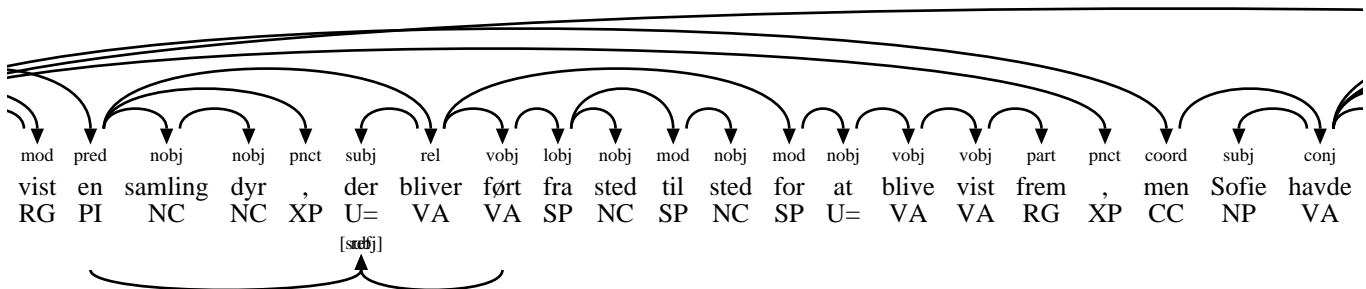 mod pred nobj nobj pnct subj rel vobj lobj nobj mod nobj mod nobj vobj vobj part pnct coord subj conj
vist en samling dyr , der bliver ført fra sted til sted for at blive vist frem , men Sofie havde
RG PI NC NC XP U= VA VA SP NC SP NC SP U= VA VA RG XP CC NP VA